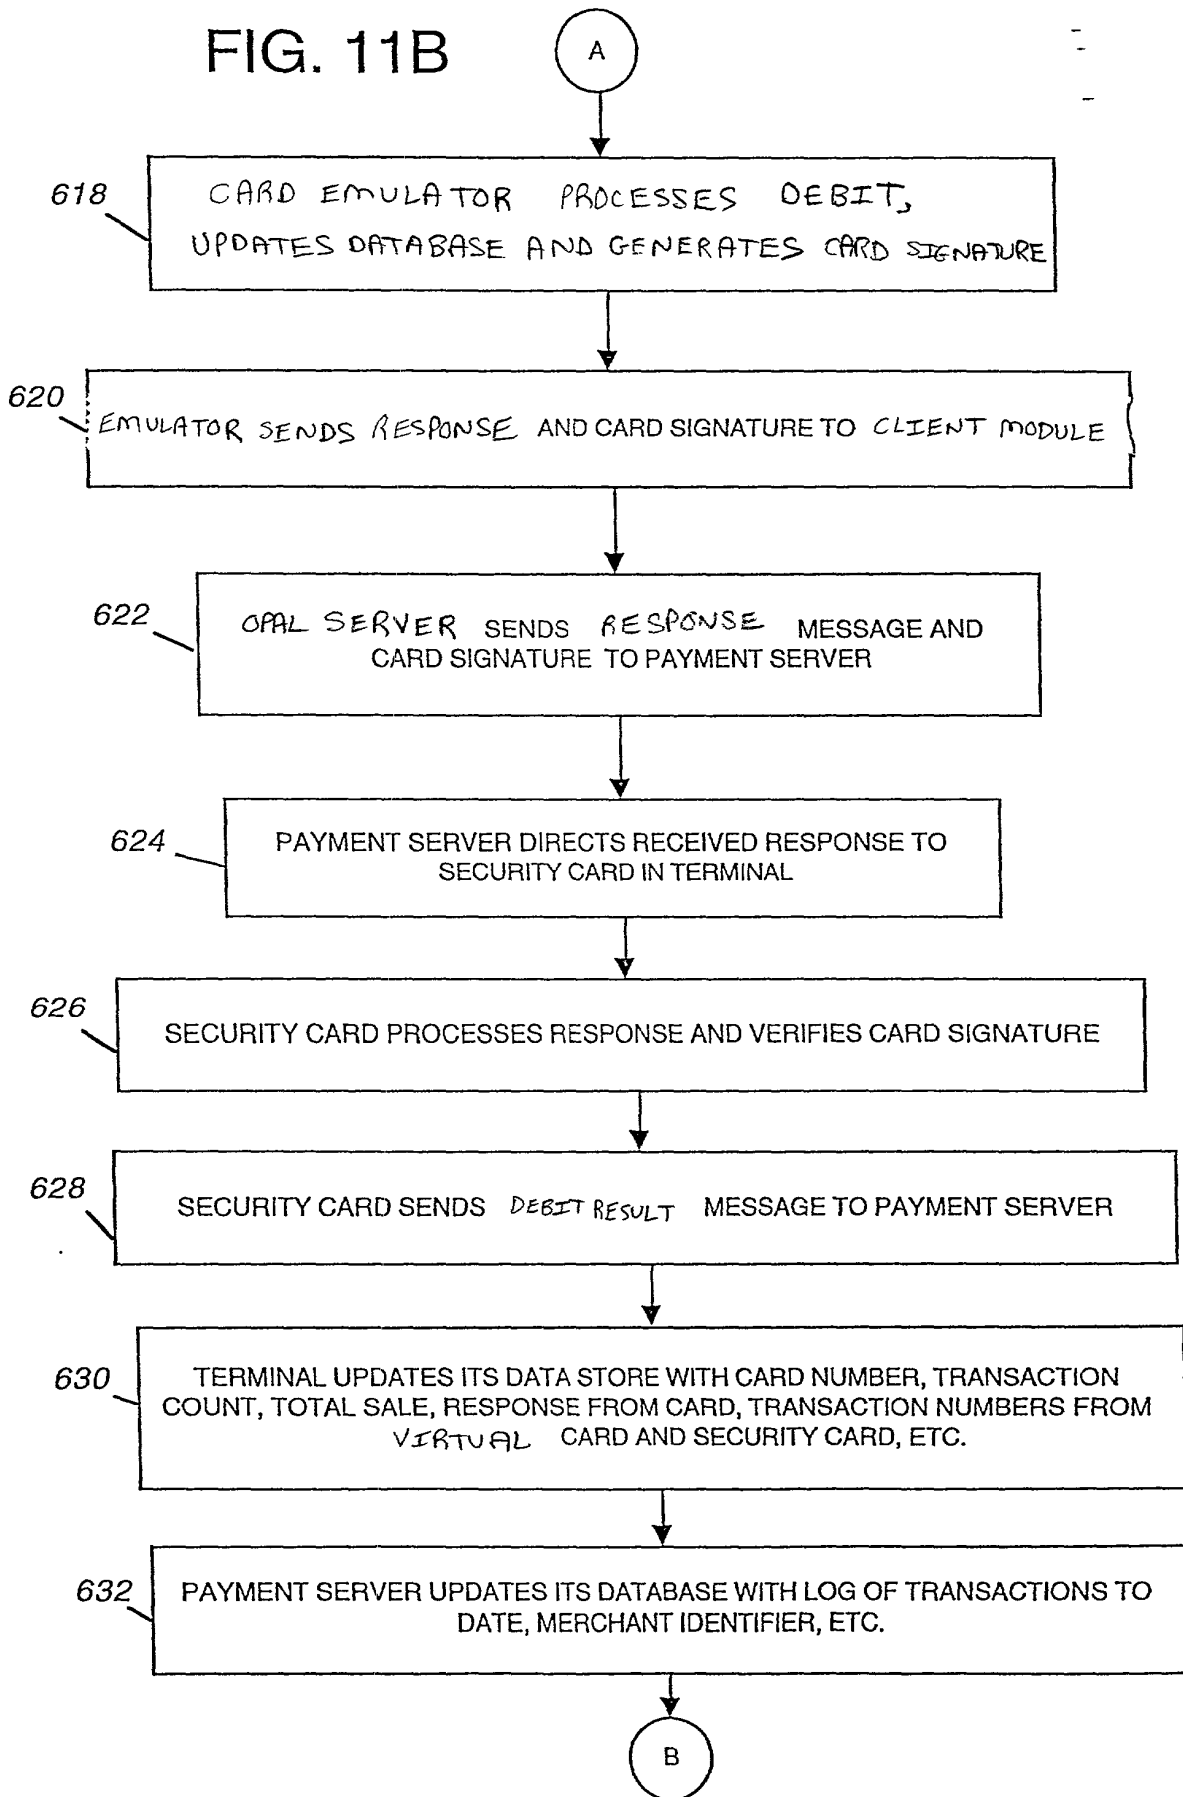 FIG. 11B
A
618
CARD EMULATOR PROCESSES DEBIT,
UPDATES DATABASE AND GENERATES CARD SIGNATURE
620
EMULATOR SENDS RESPONSE AND CARD SIGNATURE TO CLIENT MODULE
622
OPAL SERVER SENDS RESPONSE MESSAGE AND
CARD SIGNATURE TO PAYMENT SERVER
624
PAYMENT SERVER DIRECTS RECEIVED RESPONSE TO
SECURITY CARD IN TERMINAL
626
SECURITY CARD PROCESSES RESPONSE AND VERIFIES CARD SIGNATURE
628
SECURITY CARD SENDS DEBIT RESULT MESSAGE TO PAYMENT SERVER
630
TERMINAL UPDATES ITS DATA STORE WITH CARD NUMBER, TRANSACTION
COUNT, TOTAL SALE, RESPONSE FROM CARD, TRANSACTION NUMBERS FROM
VIRTUAL CARD AND SECURITY CARD, ETC.
632
PAYMENT SERVER UPDATES ITS DATABASE WITH LOG OF TRANSACTIONS TO
DATE, MERCHANT IDENTIFIER, ETC.
B